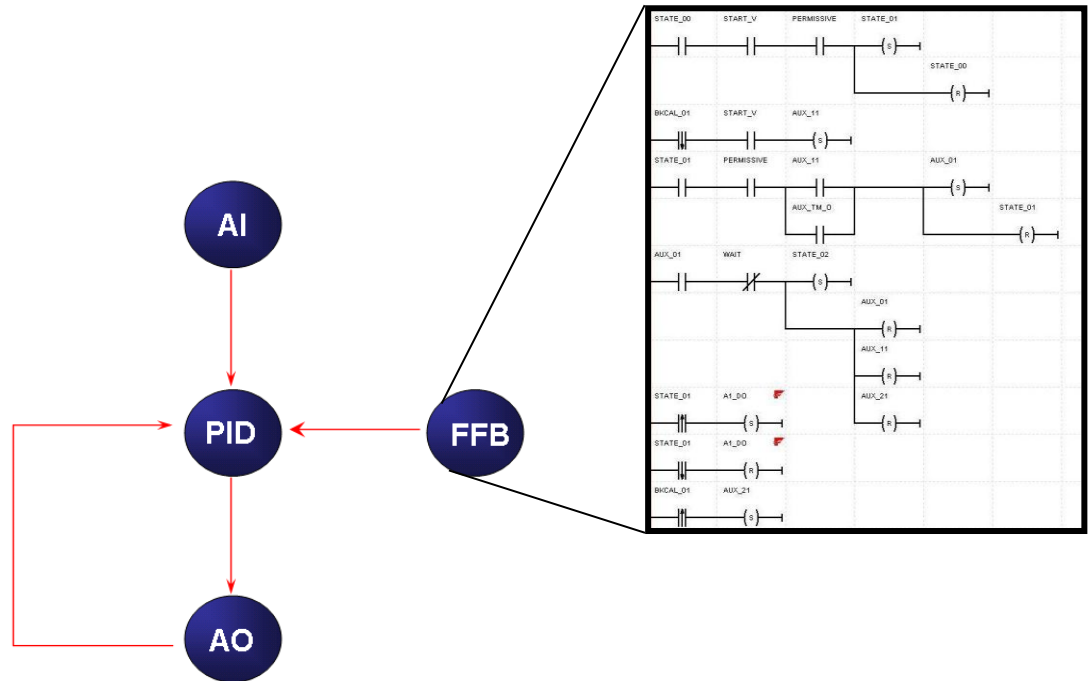 AI
PID
FFB
AO
STATE_00 START_V PERMISSIVE STATE_01
S
STATE_00
R
BKCAL_01 START_V AUX_11
S
STATE_01 PERMISSIVE AUX_11 AUX_01
S
AUX_TM_O STATE_01
R
AUX_01 WAIT STATE_02
S
AUX_01
R
AUX_11
R
STATE_01 A1_DO AUX_21
S R
STATE_01 A1_DO
R
BKCAL_01 AUX_21
S